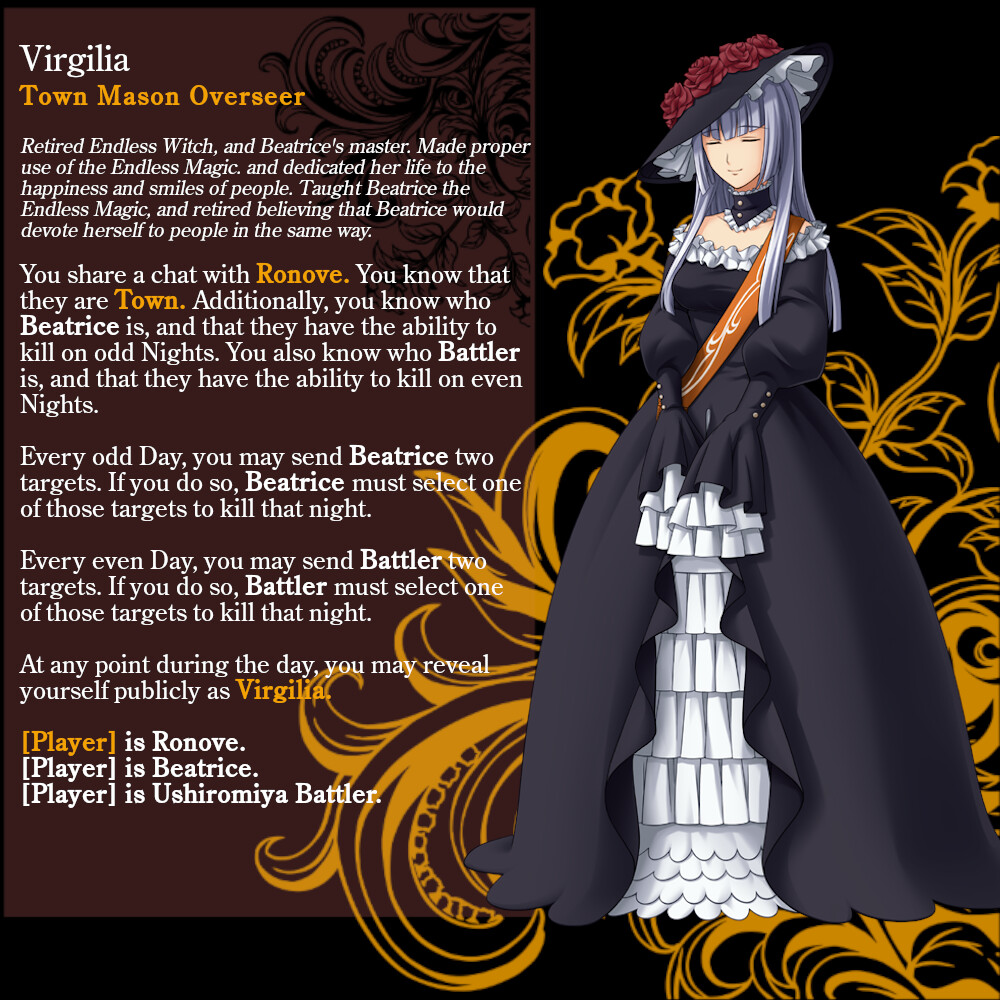 Virgilia
Town Mason Overseer
Retired Endless Witch, and Beatrice's master. Made proper
use of the Endless Magic. and dedicated her life to the
happiness and smiles of people. Taught Beatrice the
Endless Magic, and retired believing that Beatrice would
devote herself to people in the same way.
You share a chat with Ronove. You know that
they are Town. Additionally, you know who
Beatrice is, and that they have the ability to
kill on odd Nights. You also know who Battler
is, and that they have the ability to kill on even
Nights.
Every odd Day, you may send Beatrice two
targets. If you do so, Beatrice must select one
of those targets to kill that night.
Every even Day, you may send Battler two
targets. If you do so, Battler must select one
of those targets to kill that night.
At any point during the day, you may reveal
yourself publicly as Virgilia.
[Player] is Ronove.
[Player] is Beatrice.
[Player] is Ushiromiya Battler.